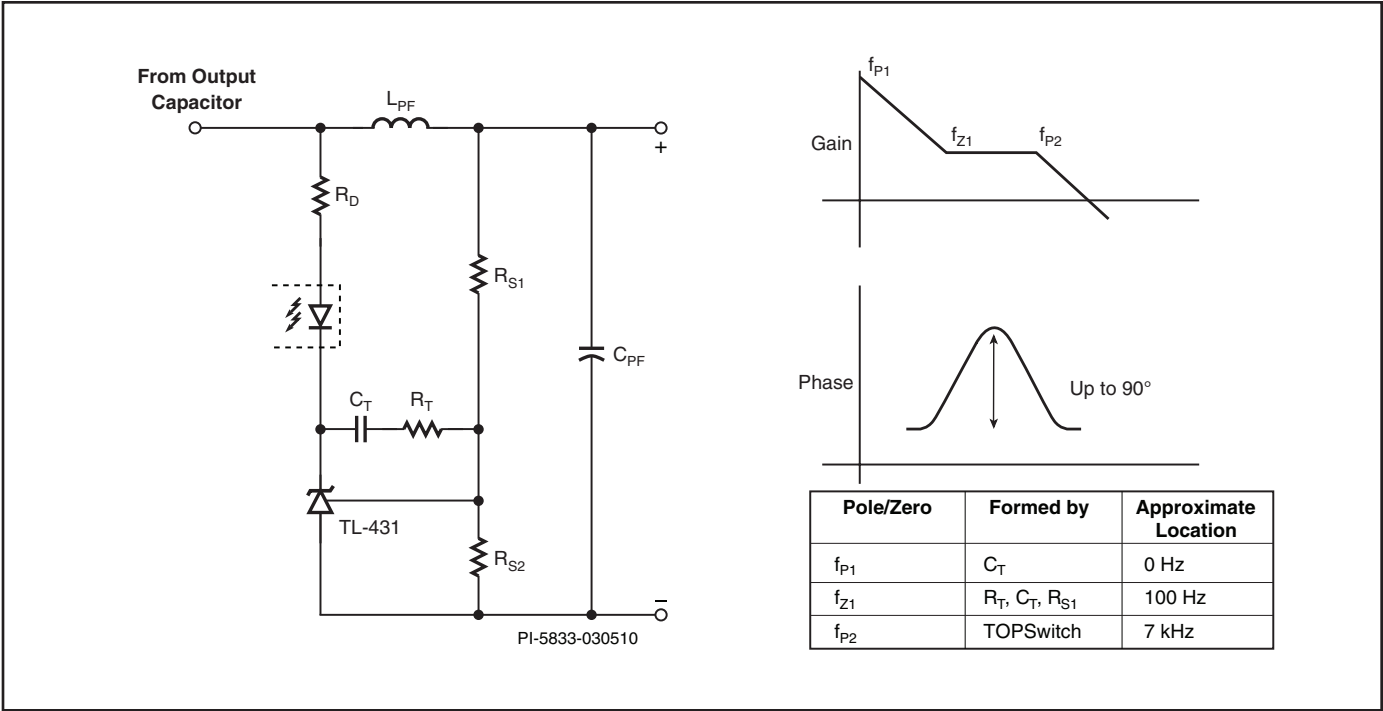 From Output
Capacitor
L_PF
+
R_D
R_S1
C_PF
C_T
R_T
TL-431
R_S2
–
PI-5833-030510
f_P1
Gain
f_Z1
f_P2
Phase
Up to 90°
Pole/Zero Formed by Approximate Location
f_P1 C_T 0 Hz
f_Z1 R_T, C_T, R_S1 100 Hz
f_P2 TOPSwitch 7 kHz